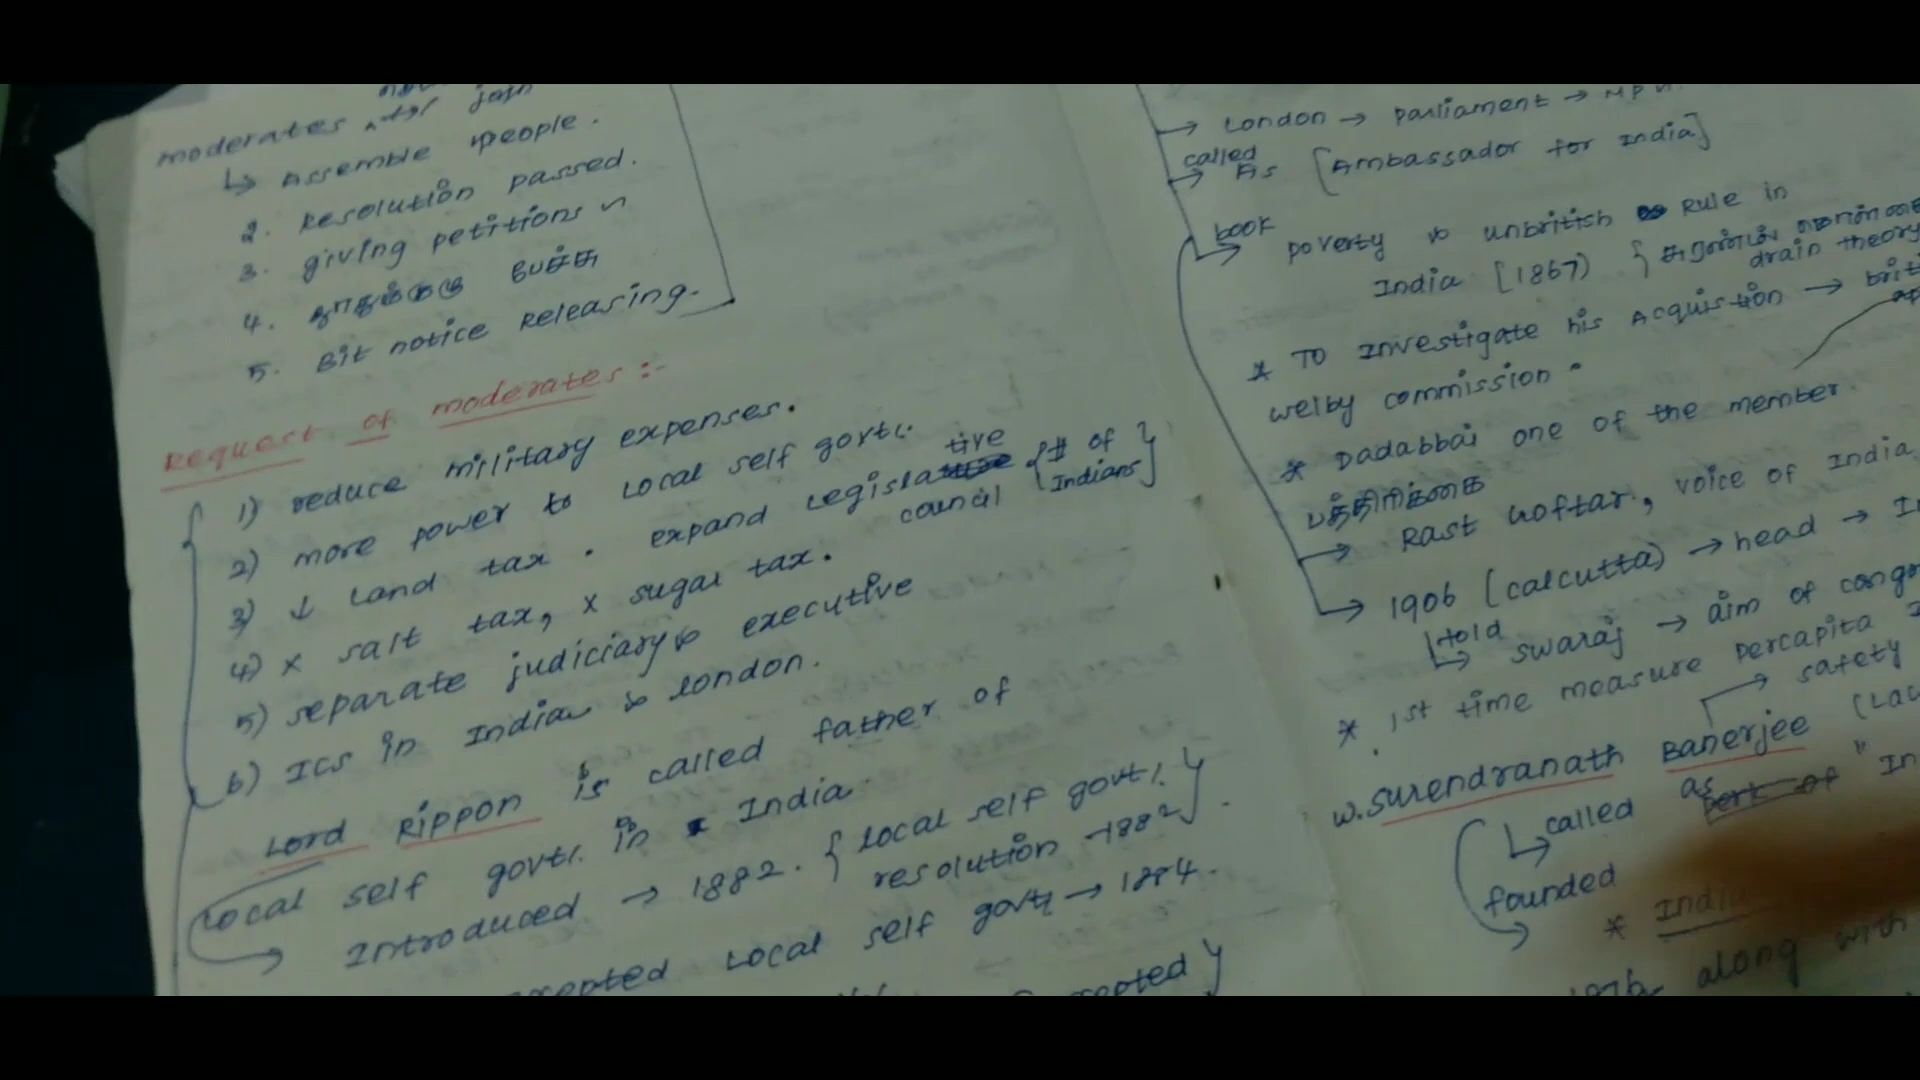 moderates
↳ Assemble people.
2. Resolution passed.
3. giving petitions
4. தூதுக்குழு பேச்சு
5. Bit notice Releasing.
Request of moderates :-
1) reduce military expenses.
2) more power to Local self govt.
3) ↓ Land tax. expand Legislative council {# of Indians}
4) x salt tax, x sugar tax.
5) separate judiciary & executive
6) ICS in India & London.
Lord Rippon is called father of
Local self govt. in India
→ Introduced → 1882. {Local self govt.
resolution → 1882}.
Local self govt → 1884.
→ London → Parliament → MP
called
→ As [Ambassador for India]
book
→ poverty & unbritish Rule in
India [1867) {
drain theory
* To Investigate his Acquisition →
welby commission.
* Dadabbai one of the member.
பத்திரிக்கை
→ Rast Goftar, voice of India
→ 1906 (calcutta) → head →
Hold
↳ Swaraj → aim of
* 1st time measure percapita
→ safety
W. Surendranath Banerjee
↳ called as
founded
→ *
along with